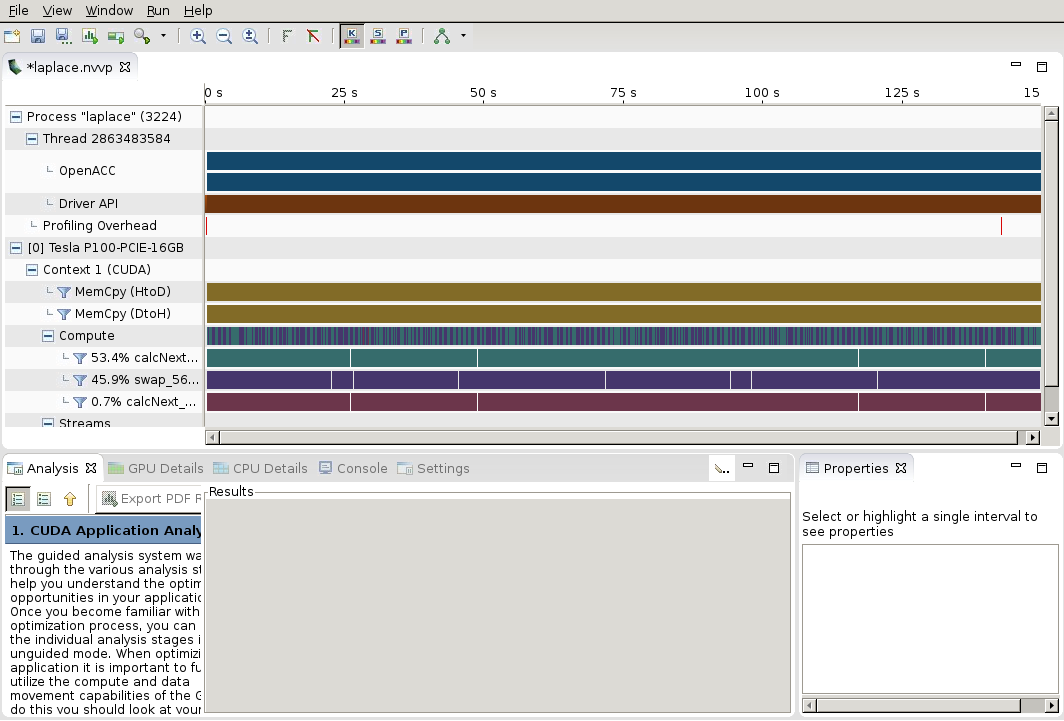 File View Window Run Help
K S P
*laplace.nvvp
0 s 25 s 50 s 75 s 100 s 125 s 15
Process "laplace" (3224)
Thread 2863483584
OpenACC
Driver API
Profiling Overhead
[0] Tesla P100-PCIE-16GB
Context 1 (CUDA)
MemCpy (HtoD)
MemCpy (DtoH)
Compute
53.4% calcNext...
45.9% swap_56...
0.7% calcNext_...
Streams
Analysis GPU Details CPU Details Console Settings
Properties
Export PDF R
Results
1. CUDA Application Analy
The guided analysis system wa
through the various analysis st
help you understand the optim
opportunities in your applicatic
Once you become familiar with
optimization process, you can
the individual analysis stages i
unguided mode. When optimizi
application it is important to fu
utilize the compute and data
movement capabilities of the G
do this you should look at your
Select or highlight a single interval to
see properties